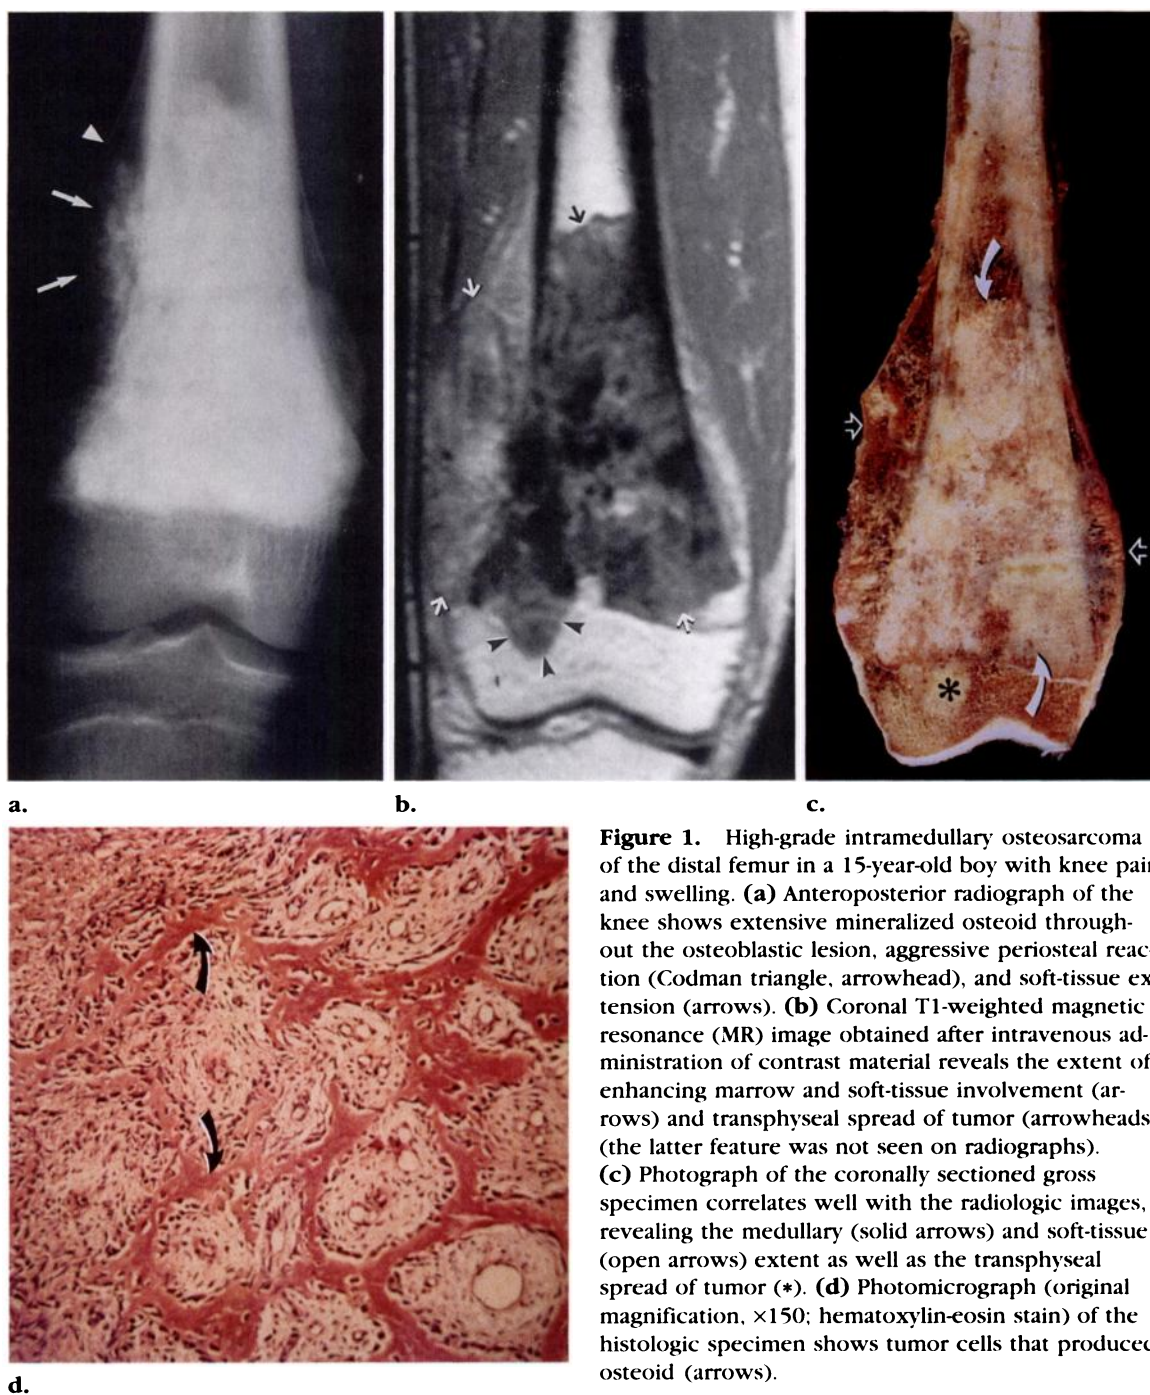 a.
b.
c.
Figure 1. High-grade intramedullary osteosarcoma
of the distal femur in a 15-year-old boy with knee pain
and swelling. (a) Anteroposterior radiograph of the
knee shows extensive mineralized osteoid through-
out the osteoblastic lesion, aggressive periosteal reac-
tion (Codman triangle, arrowhead), and soft-tissue ex
tension (arrows). (b) Coronal T1-weighted magnetic
resonance (MR) image obtained after intravenous ad-
ministration of contrast material reveals the extent of
enhancing marrow and soft-tissue involvement (ar-
rows) and transphyseal spread of tumor (arrowheads
(the latter feature was not seen on radiographs).
(c) Photograph of the coronally sectioned gross
specimen correlates well with the radiologic images,
revealing the medullary (solid arrows) and soft-tissue
(open arrows) extent as well as the transphyseal
spread of tumor (*). (d) Photomicrograph (original
magnification, ×150; hematoxylin-eosin stain) of the
histologic specimen shows tumor cells that produced
osteoid (arrows).
d.